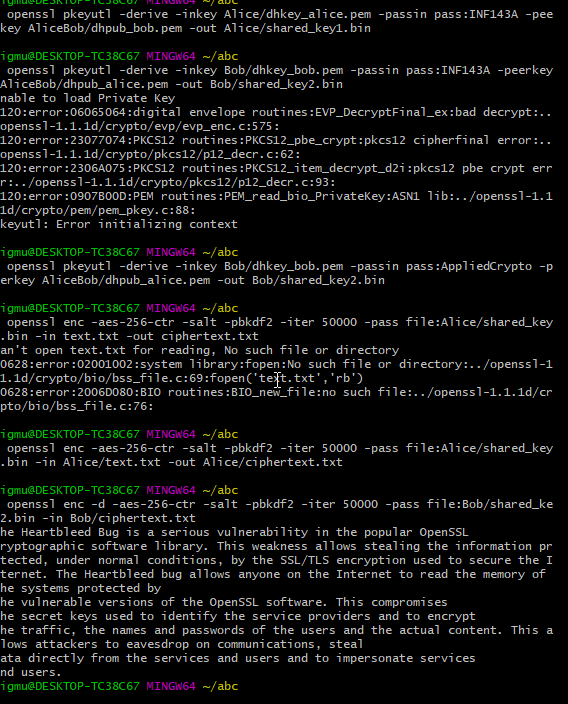 igmu@DESKTOP-TC38C67 MINGW64 ~/abc
openssl pkeyutl -derive -inkey Alice/dhkey_alice.pem -passin pass:INF143A -pee
key AliceBob/dhpub_bob.pem -out Alice/shared_key1.bin
igmu@DESKTOP-TC38C67 MINGW64 ~/abc
openssl pkeyutl -derive -inkey Bob/dhkey_bob.pem -passin pass:INF143A -peerkey
AliceBob/dhpub_alice.pem -out Bob/shared_key2.bin
nable to load Private Key
120:error:06065064:digital envelope routines:EVP_DecryptFinal_ex:bad decrypt:..
openssl-1.1.1d/crypto/evp/evp_enc.c:575:
120:error:23077074:PKCS12 routines:PKCS12_pbe_crypt:pkcs12 cipherfinal error:..
openssl-1.1.1d/crypto/pkcs12/p12_decr.c:62:
120:error:2306A075:PKCS12 routines:PKCS12_item_decrypt_d2i:pkcs12 pbe crypt err
r:../openssl-1.1.1d/crypto/pkcs12/p12_decr.c:93:
120:error:0907B00D:PEM routines:PEM_read_bio_PrivateKey:ASN1 lib:../openssl-1.1
1d/crypto/pem/pem_pkey.c:88:
keyutl: Error initializing context
igmu@DESKTOP-TC38C67 MINGW64 ~/abc
openssl pkeyutl -derive -inkey Bob/dhkey_bob.pem -passin pass:AppliedCrypto -p
erkey AliceBob/dhpub_alice.pem -out Bob/shared_key2.bin
igmu@DESKTOP-TC38C67 MINGW64 ~/abc
openssl enc -aes-256-ctr -salt -pbkdf2 -iter 50000 -pass file:Alice/shared_key
.bin -in text.txt -out ciphertext.txt
an't open text.txt for reading, No such file or directory
0628:error:02001002:system library:fopen:No such file or directory:../openssl-1
1.1d/crypto/bio/bss_file.c:69:fopen('text.txt','rb')
0628:error:2006D080:BIO routines:BIO_new_file:no such file:../openssl-1.1.1d/cr
pto/bio/bss_file.c:76:
igmu@DESKTOP-TC38C67 MINGW64 ~/abc
openssl enc -aes-256-ctr -salt -pbkdf2 -iter 50000 -pass file:Alice/shared_key
.bin -in Alice/text.txt -out Alice/ciphertext.txt
igmu@DESKTOP-TC38C67 MINGW64 ~/abc
openssl enc -d -aes-256-ctr -salt -pbkdf2 -iter 50000 -pass file:Bob/shared_ke
2.bin -in Bob/ciphertext.txt
he Heartbleed Bug is a serious vulnerability in the popular OpenSSL
ryptographic software library. This weakness allows stealing the information pr
tected, under normal conditions, by the SSL/TLS encryption used to secure the I
ternet. The Heartbleed bug allows anyone on the Internet to read the memory of
he systems protected by
he vulnerable versions of the OpenSSL software. This compromises
he secret keys used to identify the service providers and to encrypt
he traffic, the names and passwords of the users and the actual content. This a
lows attackers to eavesdrop on communications, steal
ata directly from the services and users and to impersonate services
nd users.
igmu@DESKTOP-TC38C67 MINGW64 ~/abc